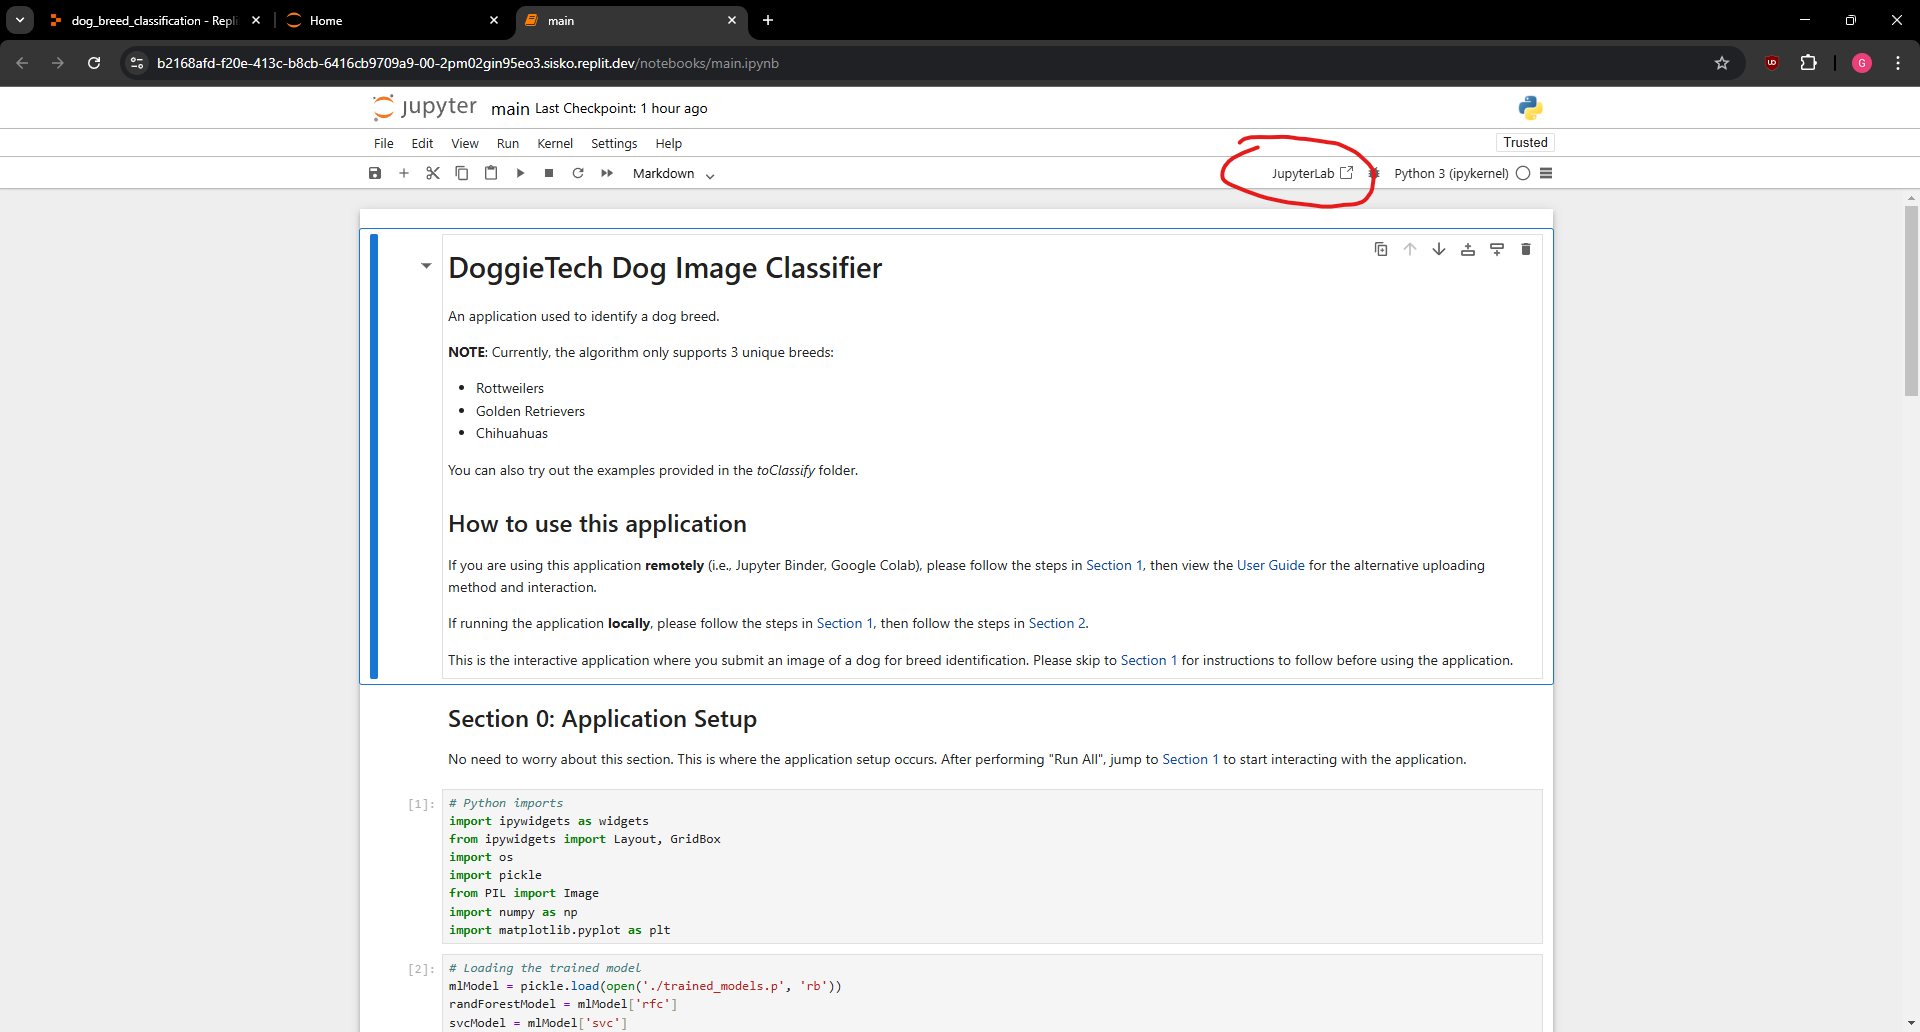 dog_breed_classification - Repli
Home
main
b2168afd-f20e-413c-b8cb-6416cb9709a9-00-2pm02gin95eo3.sisko.replit.dev/notebooks/main.ipynb
UD
G
jupyter main Last Checkpoint: 1 hour ago
File Edit View Run Kernel Settings Help
Trusted
Markdown
JupyterLab
Python 3 (ipykernel)
DoggieTech Dog Image Classifier
An application used to identify a dog breed.
NOTE: Currently, the algorithm only supports 3 unique breeds:
• Rottweilers
• Golden Retrievers
• Chihuahuas
You can also try out the examples provided in the toClassify folder.
How to use this application
If you are using this application remotely (i.e., Jupyter Binder, Google Colab), please follow the steps in Section 1, then view the User Guide for the alternative uploading
method and interaction.
If running the application locally, please follow the steps in Section 1, then follow the steps in Section 2.
This is the interactive application where you submit an image of a dog for breed identification. Please skip to Section 1 for instructions to follow before using the application.
Section 0: Application Setup
No need to worry about this section. This is where the application setup occurs. After performing "Run All", jump to Section 1 to start interacting with the application.
[1]:
# Python imports
import ipywidgets as widgets
from ipywidgets import Layout, GridBox
import os
import pickle
from PIL import Image
import numpy as np
import matplotlib.pyplot as plt
[2]:
# Loading the trained model
mlModel = pickle.load(open('./trained_models.p', 'rb'))
randForestModel = mlModel['rfc']
svcModel = mlModel['svc']